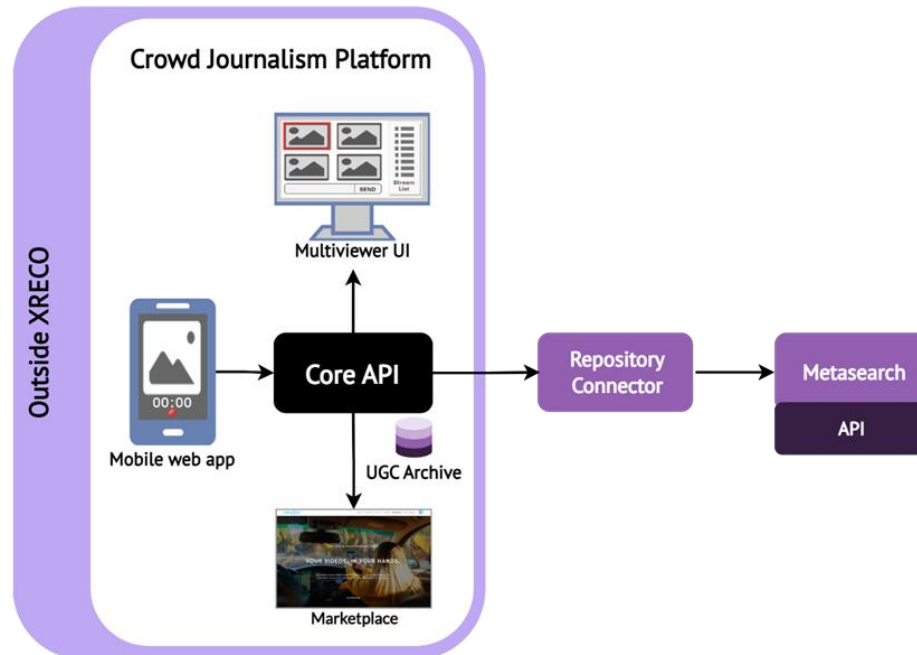 Crowd Journalism Platform
SEND
Stream
List
Multiviewer UI
Outside XRECO
00:00
Mobile web app
Core API
Repository
Connector
Metasearch
API
UGC Archive
YOUR VIDEOS, IN YOUR HANDS.
Marketplace